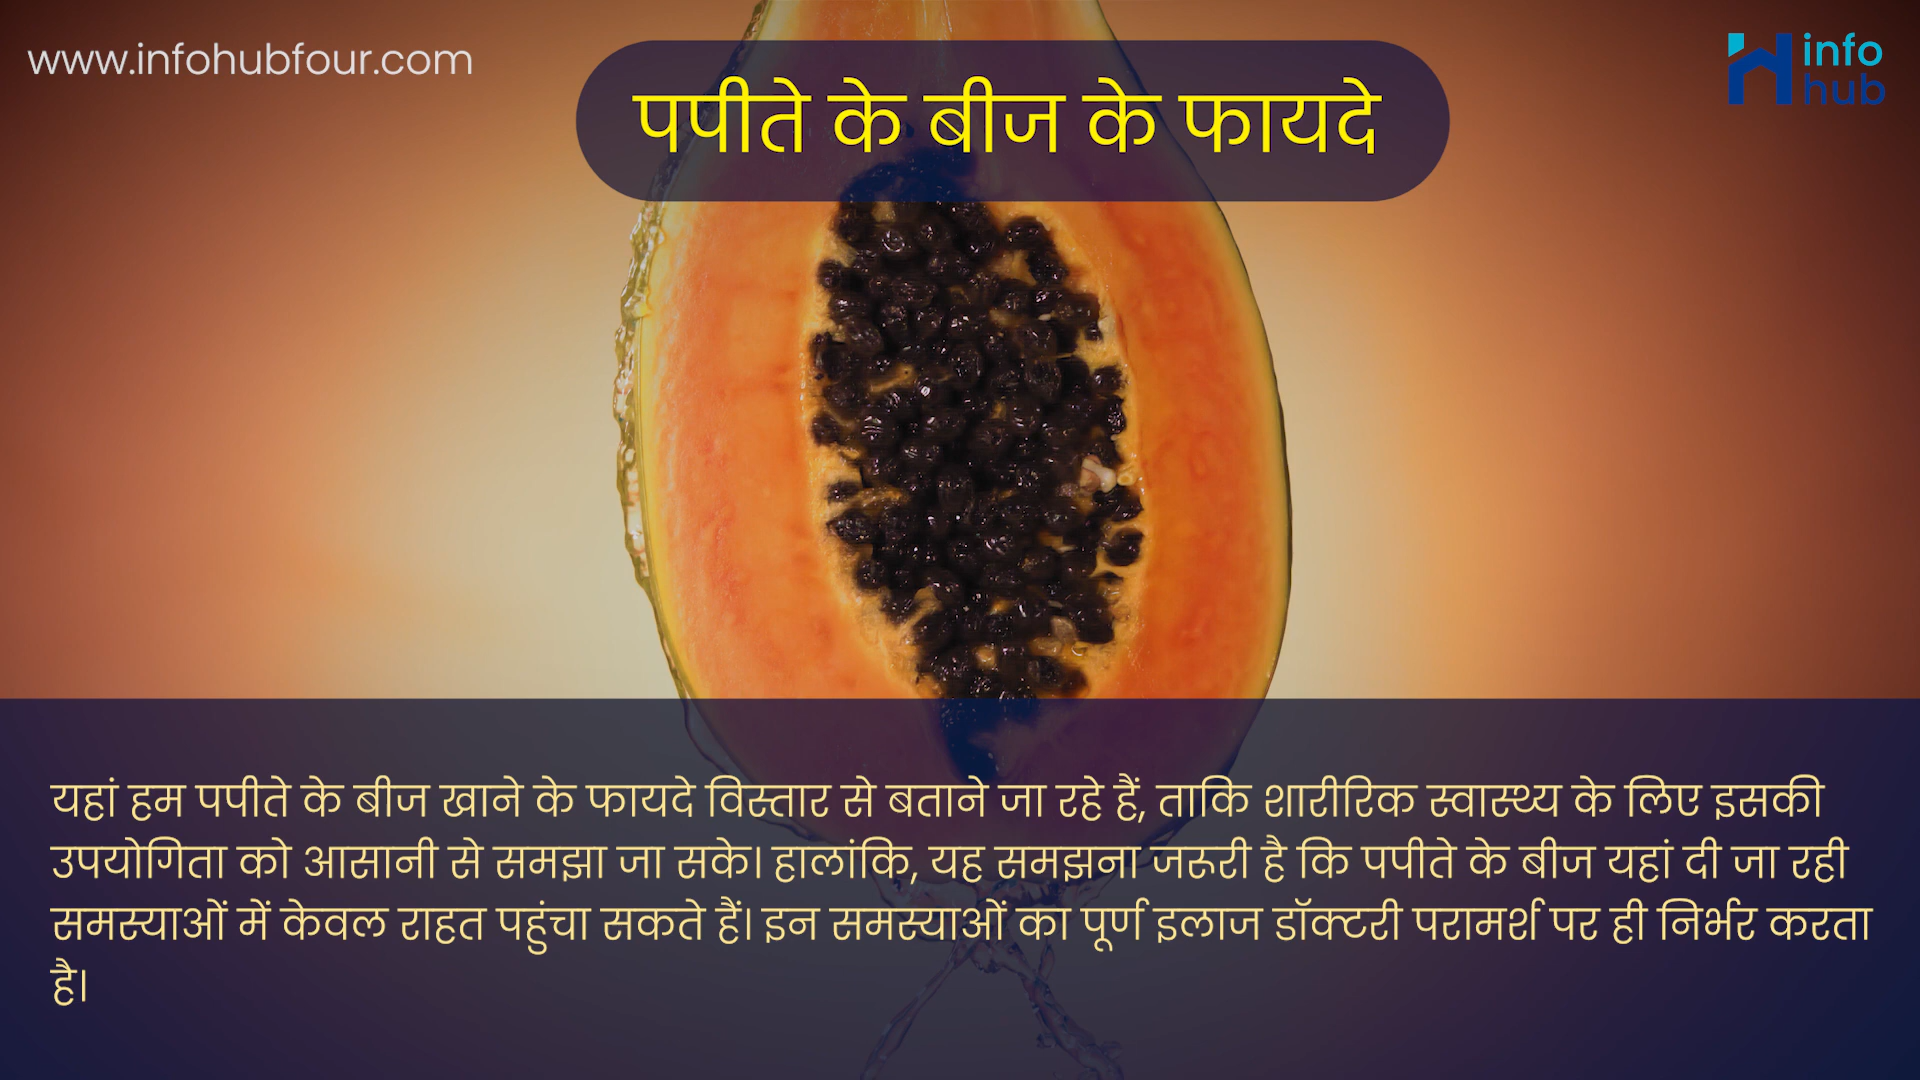 www.infohubfour.com
info
hub
पपीते के बीज के फायदे
यहां हम पपीते के बीज खाने के फायदे विस्तार से बताने जा रहे हैं, ताकि शारीरिक स्वास्थ्य के लिए इसकी
उपयोगिता को आसानी से समझा जा सके। हालांकि, यह समझना जरूरी है कि पपीते के बीज यहां दी जा रही
समस्याओं में केवल राहत पहुंचा सकते हैं। इन समस्याओं का पूर्ण इलाज डॉक्टरी परामर्श पर ही निर्भर करता
है।